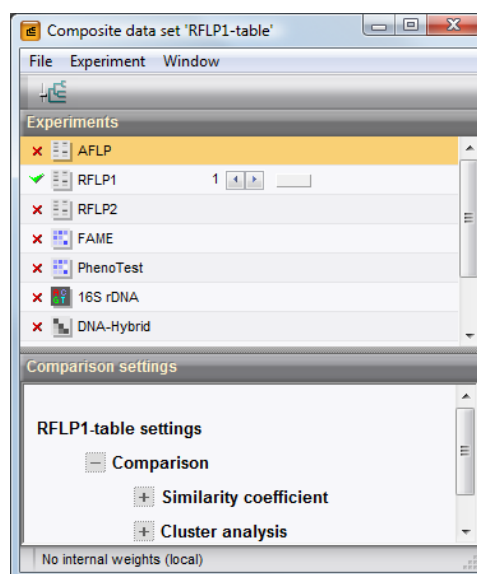 Composite data set 'RFLP1-table'
File Experiment Window
Experiments
AFLP
RFLP1 1
RFLP2
FAME
PhenoTest
16S rDNA
DNA-Hybrid
Comparison settings
RFLP1-table settings
Comparison
Similarity coefficient
Cluster analysis
No internal weights (local)